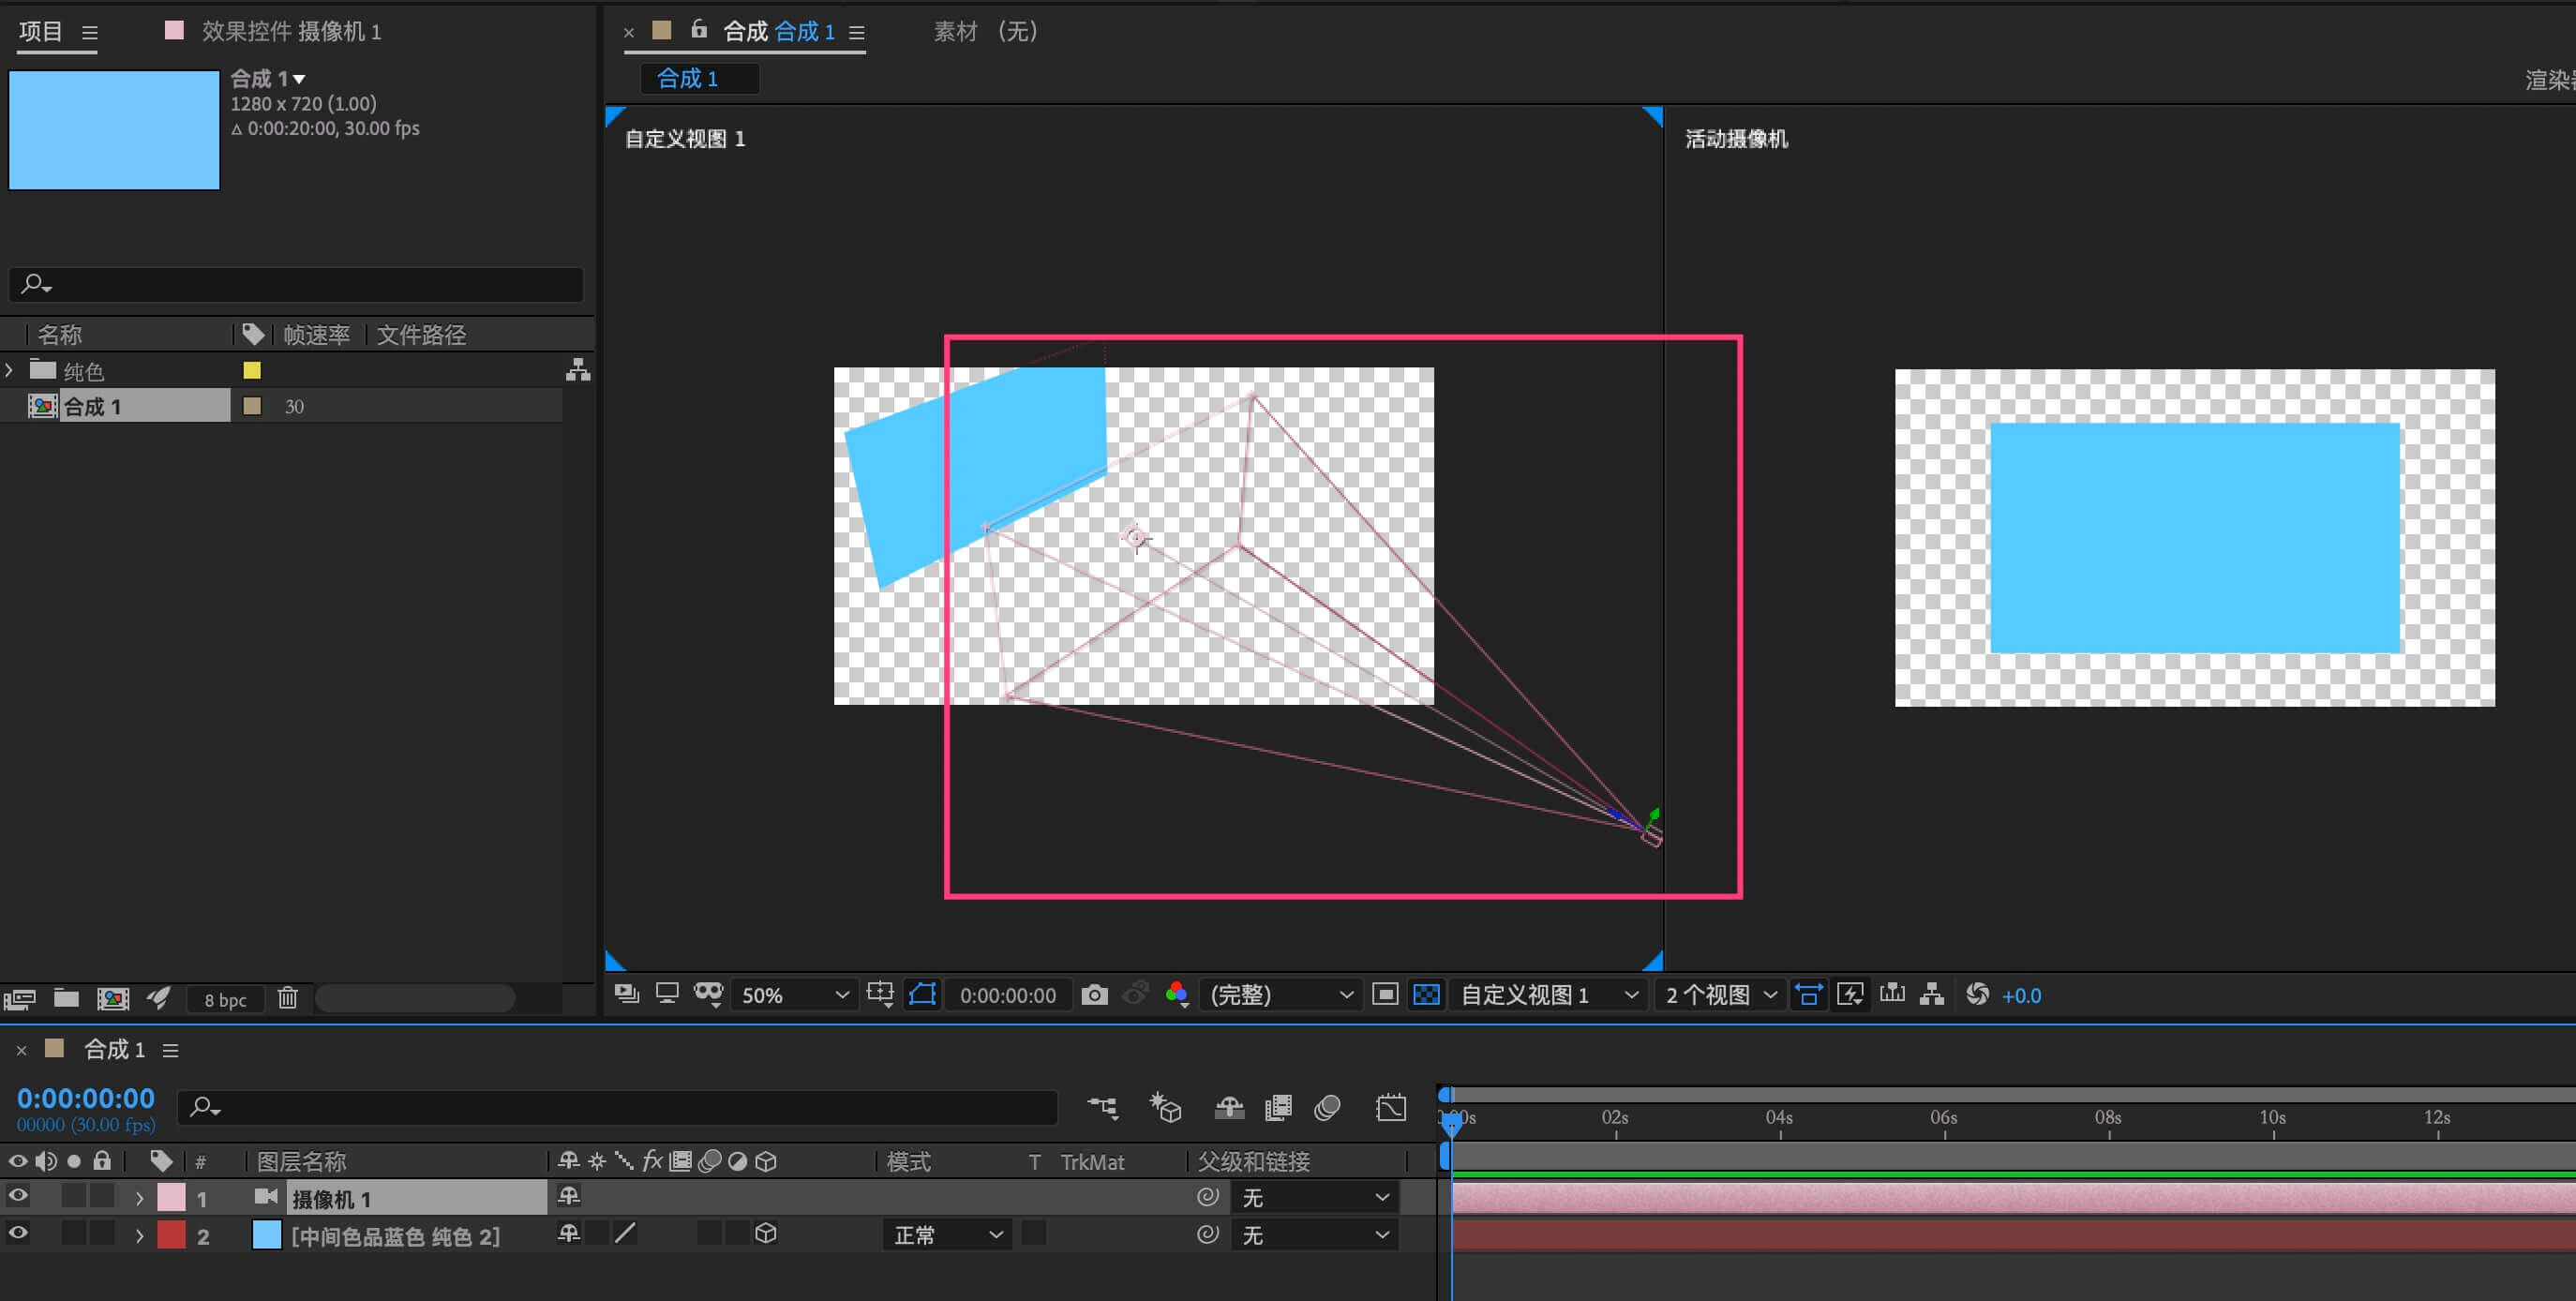 项目
效果控件 摄像机 1
合成 1
1280 x 720 (1.00)
Δ 0:00:20:00, 30.00 fps
名称
帧速率
文件路径
纯色
合成 1
30
8 bpc
合成 合成 1
素材 (无)
合成 1
自定义视图 1
活动摄像机
50%
0:00:00:00
(完整)
自定义视图 1
2 个视图
+0.0
合成 1
0:00:00:00
00000 (30.00 fps)
02s
04s
06s
08s
10s
12s
#
图层名称
fx
模式
T
TrkMat
父级和链接
1
摄像机 1
无
2
[中间色品蓝色 纯色 2]
正常
无